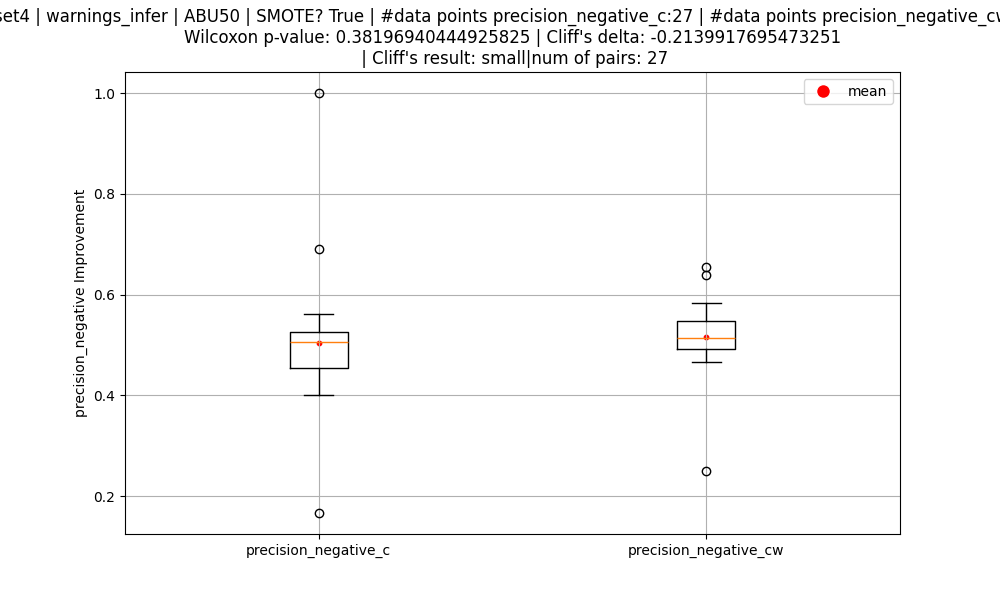 set4 | warnings_infer | ABU50 | SMOTE? True | #data points precision_negative_c:27 | #data points precision_negative_cw
Wilcoxon p-value: 0.38196940444925825 | Cliff's delta: -0.2139917695473251
| Cliff's result: small|num of pairs: 27
mean
1.0
0.8
0.6
0.4
0.2
precision_negative Improvement
precision_negative_c
precision_negative_cw